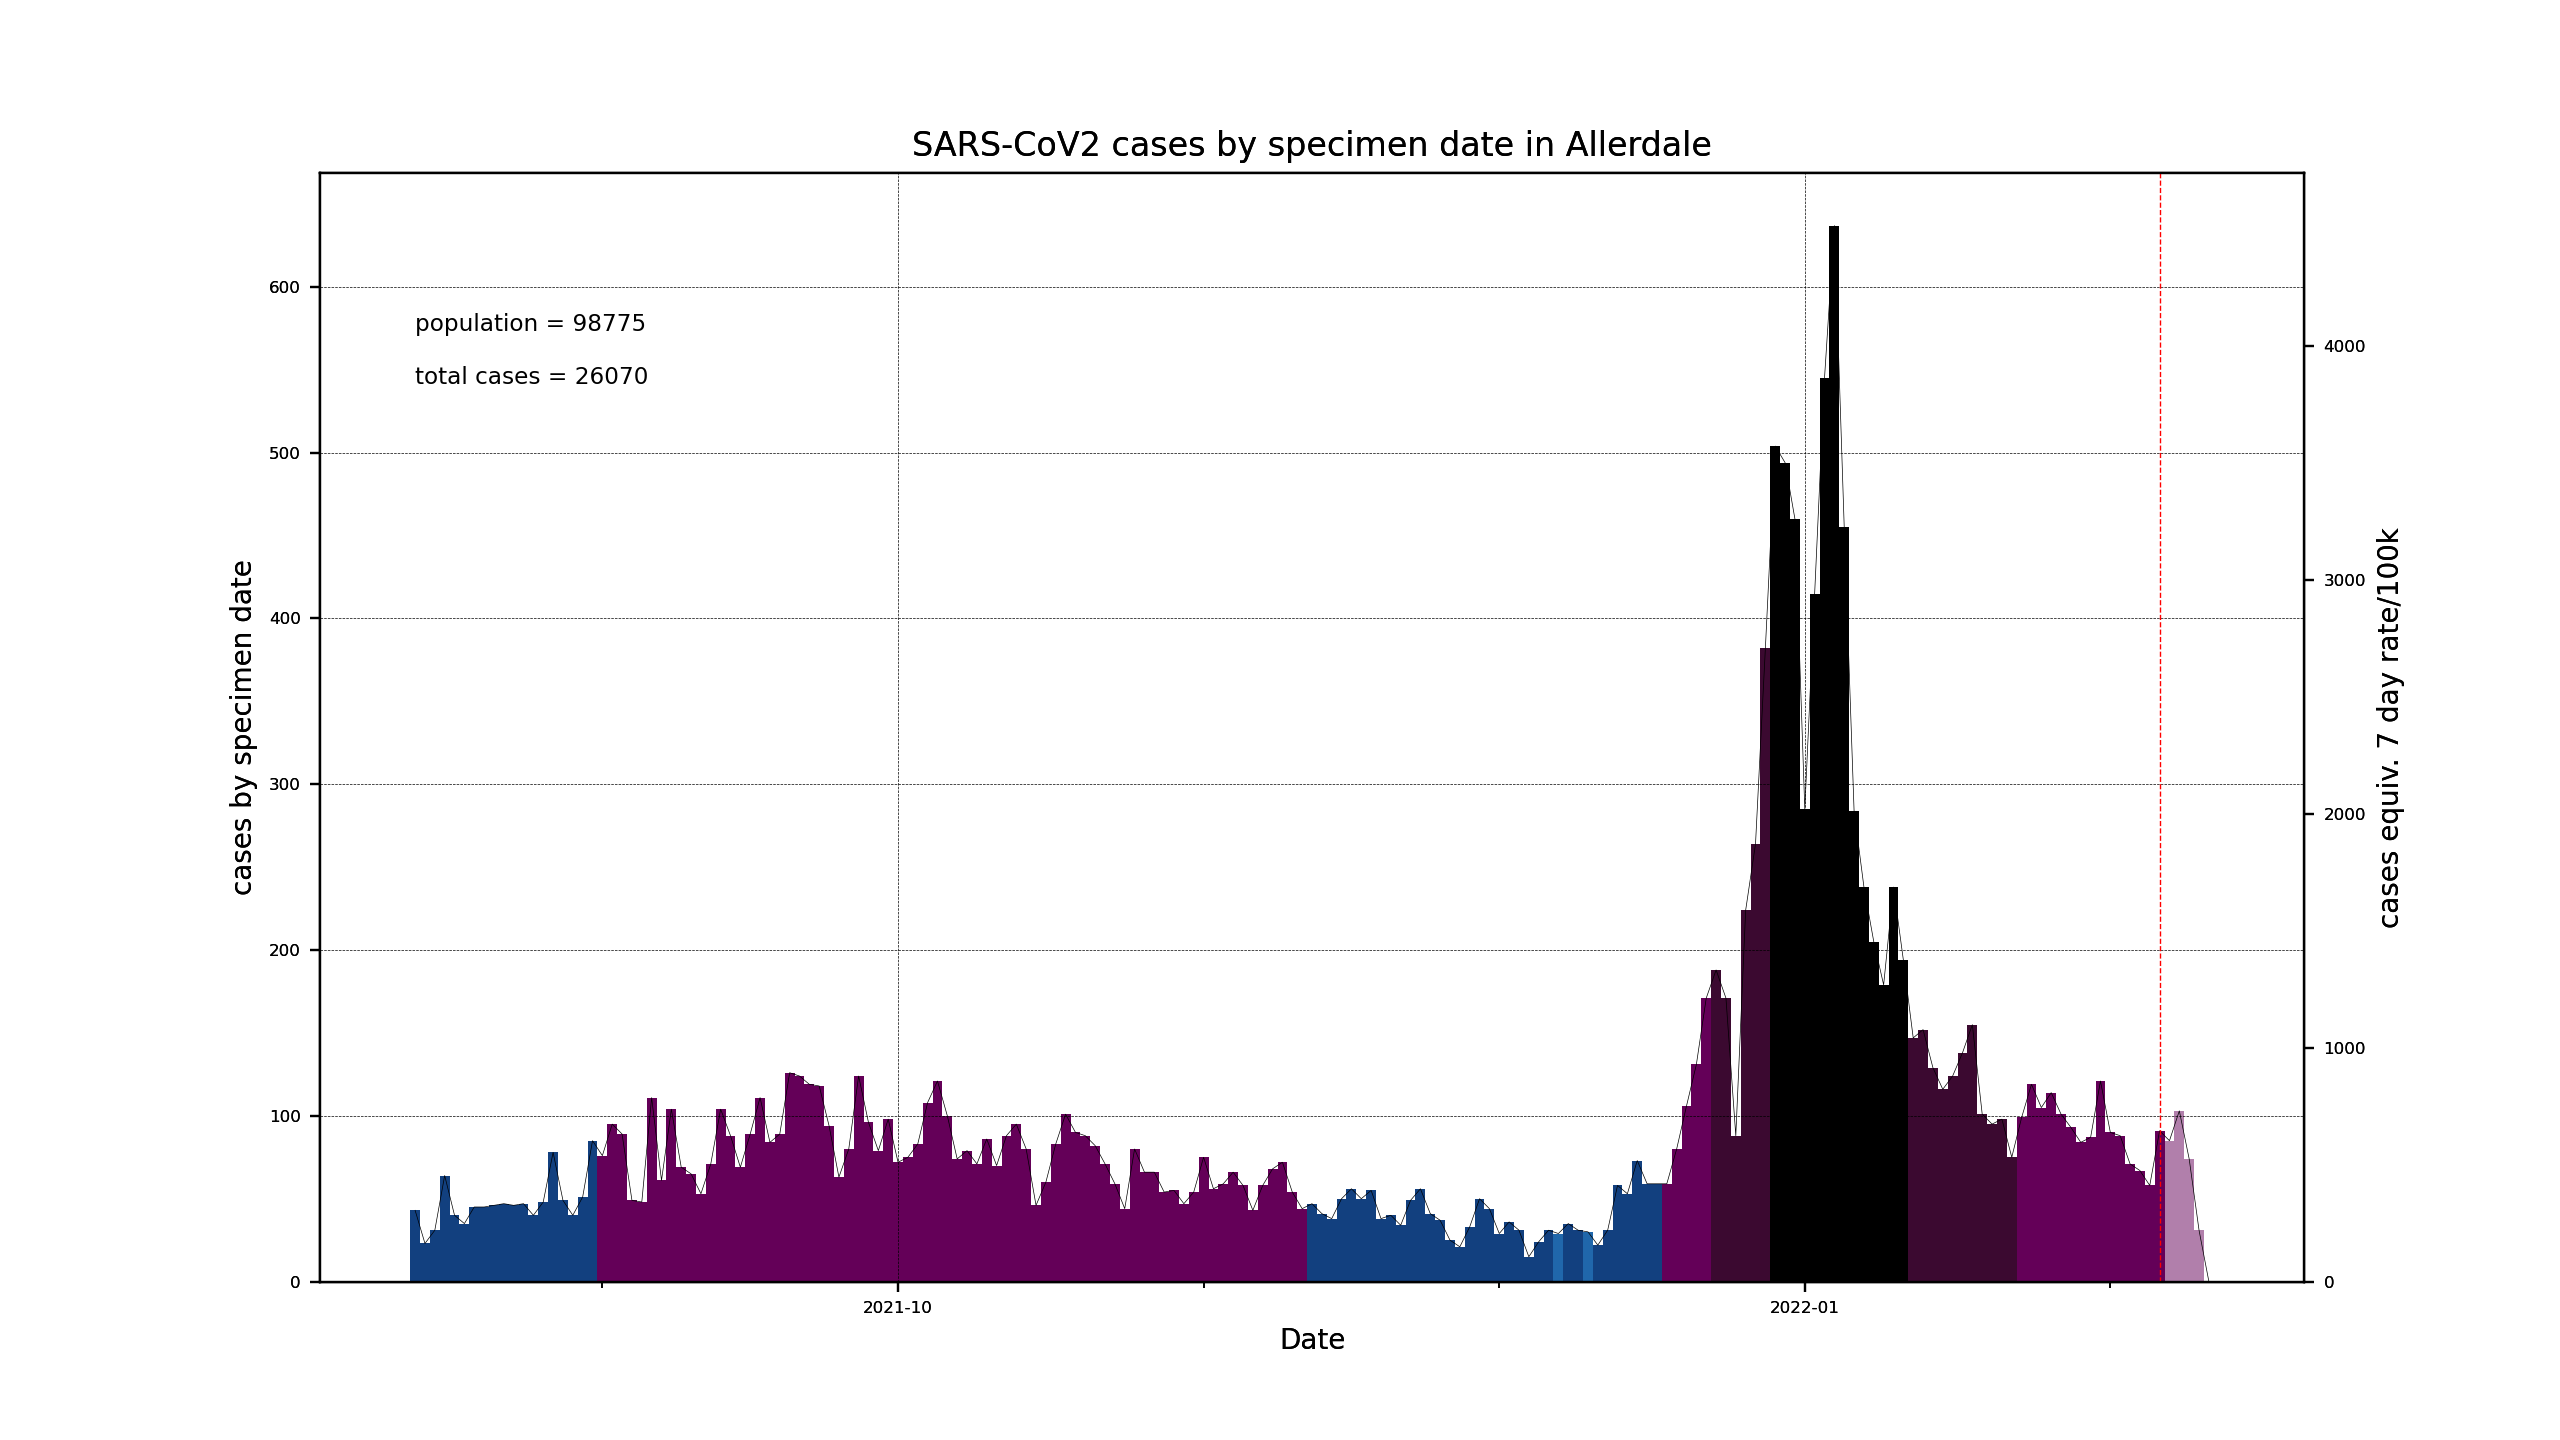 SARS-CoV2 cases by specimen date in Allerdale
population = 98775
total cases = 26070
cases by specimen date
600
500
400
300
200
100
0
4000
3000
2000
1000
0
cases equiv. 7 day rate/100k
2021-10
2022-01
Date